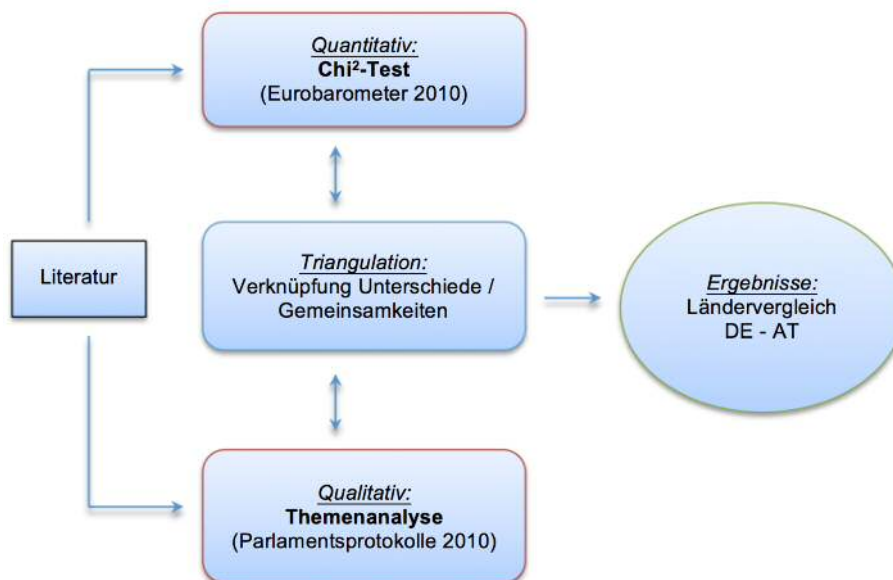 Quantitativ:
Chi²-Test
(Eurobarometer 2010)
Literatur
Triangulation:
Verknüpfung Unterschiede /
Gemeinsamkeiten
Ergebnisse:
Ländervergleich
DE - AT
Qualitativ:
Themenanalyse
(Parlamentsprotokolle 2010)